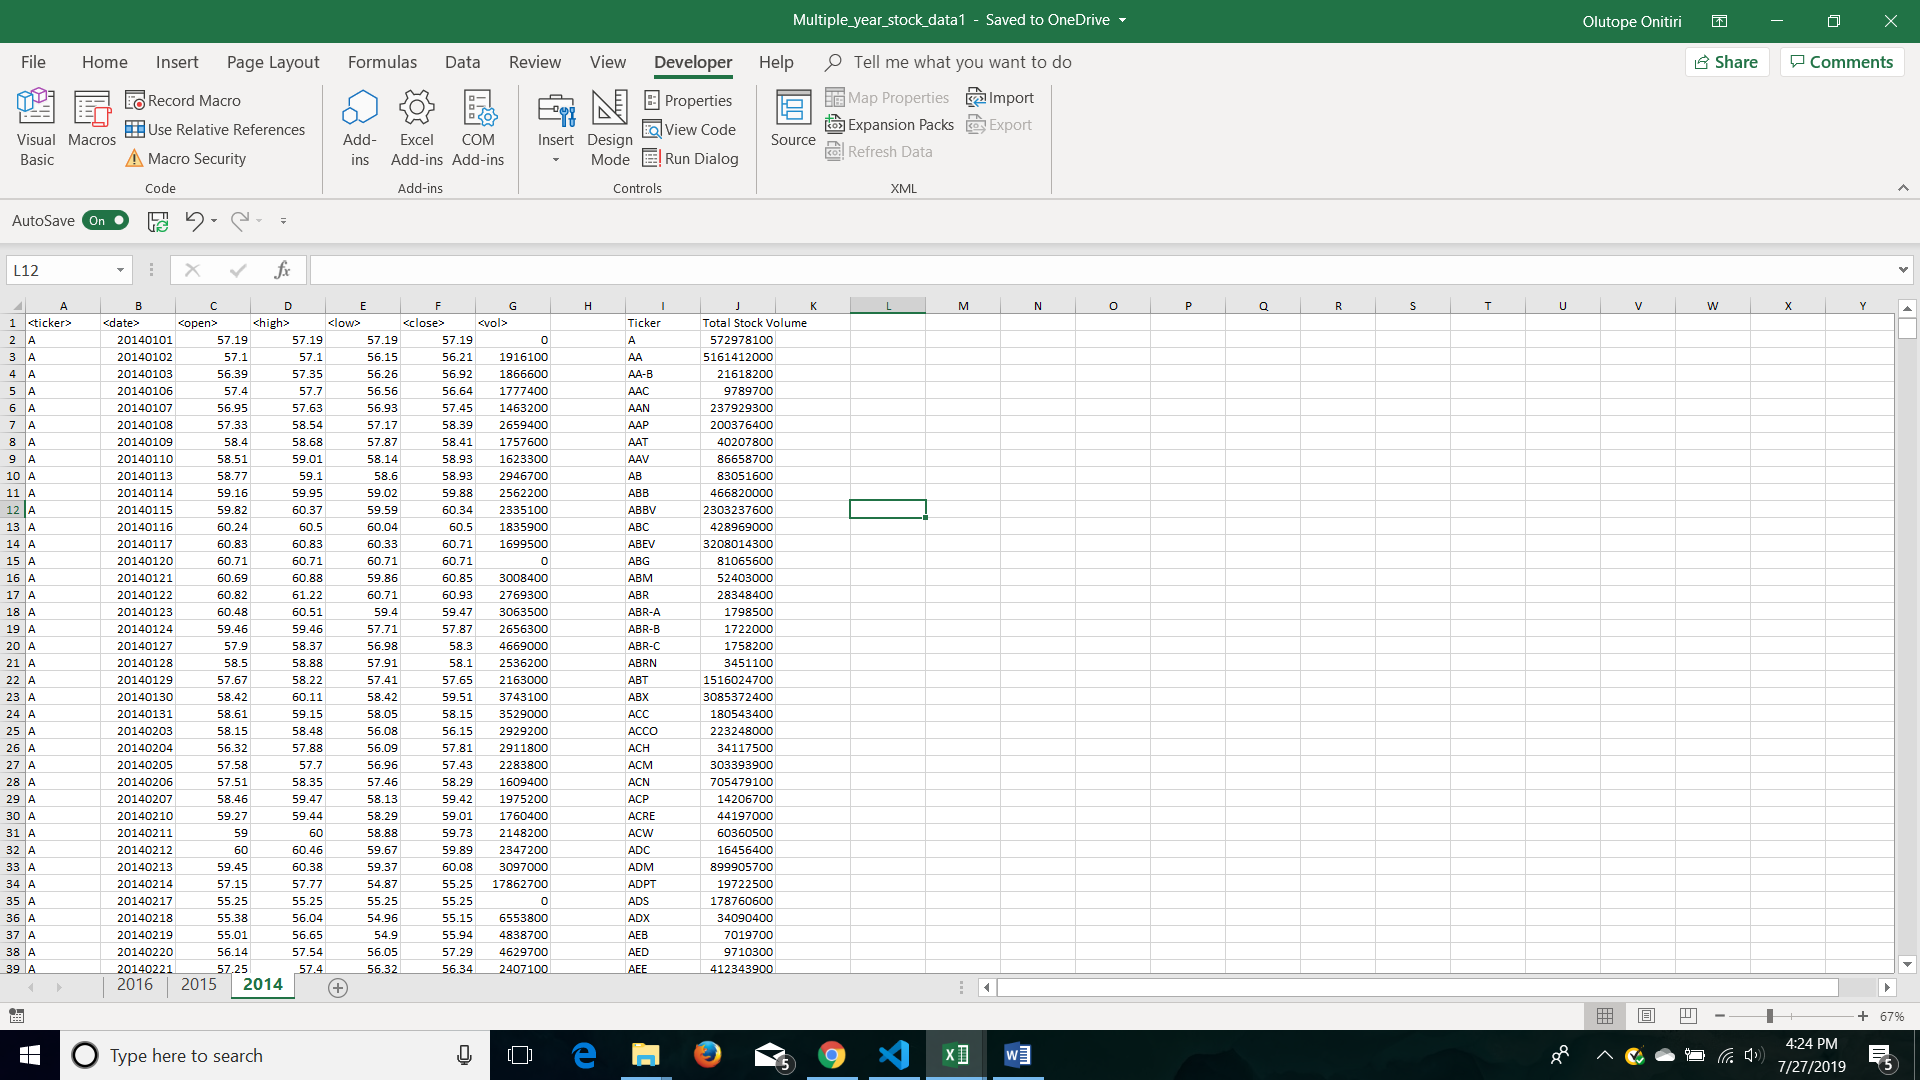 Multiple_year_stock_data1 - Saved to OneDrive
Olutope Onitiri
File Home Insert Page Layout Formulas Data Review View Developer Help Tell me what you want to do Share Comments
Visual Basic
Macros
Record Macro
Use Relative References
Macro Security
Code
Add-ins
Excel Add-ins
COM Add-ins
Add-ins
Insert
Design Mode
Properties
View Code
Run Dialog
Controls
Source
Map Properties
Expansion Packs
Refresh Data
Import
Export
XML
AutoSave On
L12 fx
A B C D E F G H I J K L M N O P Q R S T U V W X Y
1 <ticker> <date> <open> <high> <low> <close> <vol> Ticker Total Stock Volume
2 A 20140101 57.19 57.19 57.19 57.19 0 A 572978100
3 A 20140102 57.1 57.1 56.15 56.21 1916100 AA 5161412000
4 A 20140103 56.39 57.35 56.26 56.92 1866600 AA-B 21618200
5 A 20140106 57.4 57.7 56.56 56.64 1777400 AAC 9789700
6 A 20140107 56.95 57.63 56.93 57.45 1463200 AAN 237929300
7 A 20140108 57.33 58.54 57.17 58.39 2659400 AAP 200376400
8 A 20140109 58.4 58.68 57.87 58.41 1757600 AAT 40207800
9 A 20140110 58.51 59.01 58.14 58.93 1623300 AAV 86658700
10 A 20140113 58.77 59.1 58.6 58.93 2946700 AB 83051600
11 A 20140114 59.16 59.95 59.02 59.88 2562200 ABB 466820000
12 A 20140115 59.82 60.37 59.59 60.34 2335100 ABBV 2303237600
13 A 20140116 60.24 60.5 60.04 60.5 1835900 ABC 428969000
14 A 20140117 60.83 60.83 60.33 60.71 1699500 ABEV 3208014300
15 A 20140120 60.71 60.71 60.71 60.71 0 ABG 81065600
16 A 20140121 60.69 60.88 59.86 60.85 3008400 ABM 52403000
17 A 20140122 60.82 61.22 60.71 60.93 2769300 ABR 28348400
18 A 20140123 60.48 60.51 59.4 59.47 3063500 ABR-A 1798500
19 A 20140124 59.46 59.46 57.71 57.87 2656300 ABR-B 1722000
20 A 20140127 57.9 58.37 56.98 58.3 4669000 ABR-C 1758200
21 A 20140128 58.5 58.88 57.91 58.1 2536200 ABRN 3451100
22 A 20140129 57.67 58.22 57.41 57.65 2163000 ABT 1516024700
23 A 20140130 58.42 60.11 58.42 59.51 3743100 ABX 3085372400
24 A 20140131 58.61 59.15 58.05 58.15 3529000 ACC 180543400
25 A 20140203 58.15 58.48 56.08 56.15 2929200 ACCO 223248000
26 A 20140204 56.32 57.88 56.09 57.81 2911800 ACH 34117500
27 A 20140205 57.58 57.7 56.96 57.43 2283800 ACM 303393900
28 A 20140206 57.51 58.35 57.46 58.29 1609400 ACN 705479100
29 A 20140207 58.46 59.47 58.13 59.42 1975200 ACP 14206700
30 A 20140210 59.27 59.44 58.29 59.01 1760400 ACRE 44197000
31 A 20140211 59 60 58.88 59.73 2148200 ACW 60360500
32 A 20140212 60 60.46 59.67 59.89 2347200 ADC 16456400
33 A 20140213 59.45 60.38 59.37 60.08 3097000 ADM 899905700
34 A 20140214 57.15 57.77 54.87 55.25 17862700 ADPT 19722500
35 A 20140217 55.25 55.25 55.25 55.25 0 ADS 178760600
36 A 20140218 55.38 56.04 54.96 55.15 6553800 ADX 34090400
37 A 20140219 55.01 56.65 54.9 55.94 4838700 AEB 7019700
38 A 20140220 56.14 57.54 56.05 57.29 4629700 AED 9710300
39 A 20140221 57.25 57.4 56.32 56.34 2407100 AEE 412343900
2016 2015 2014
67%
Type here to search
5
4:24 PM
7/27/2019
5